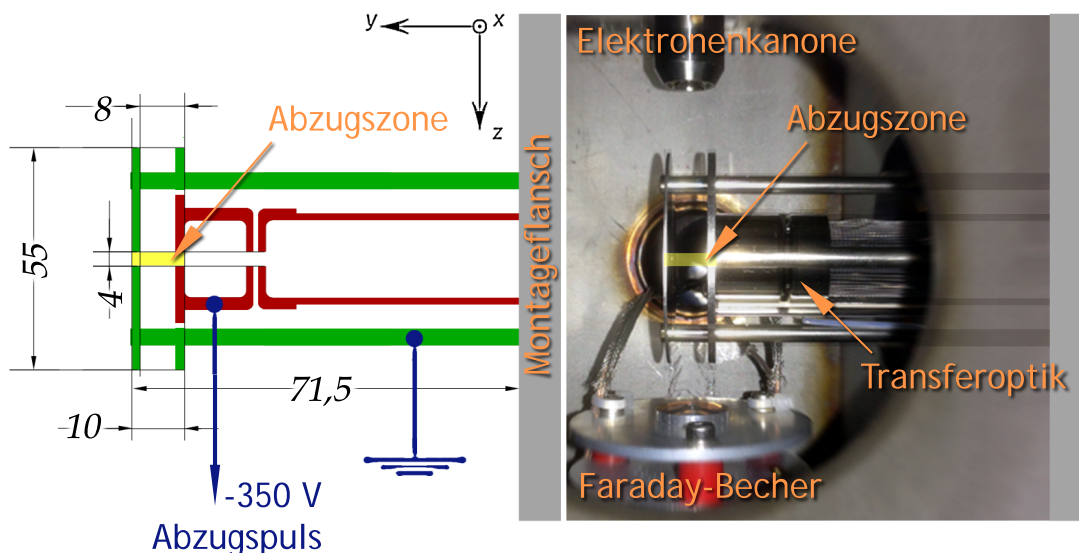 y
x
z
8
Abzugszone
55
4
71,5
10
-350 V
Abzugspuls
Montageflansch
Elektronenkanone
Abzugszone
Transferoptik
Faraday-Becher